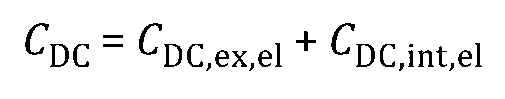 C_DC = C_DC,ex,el + C_DC,int,el